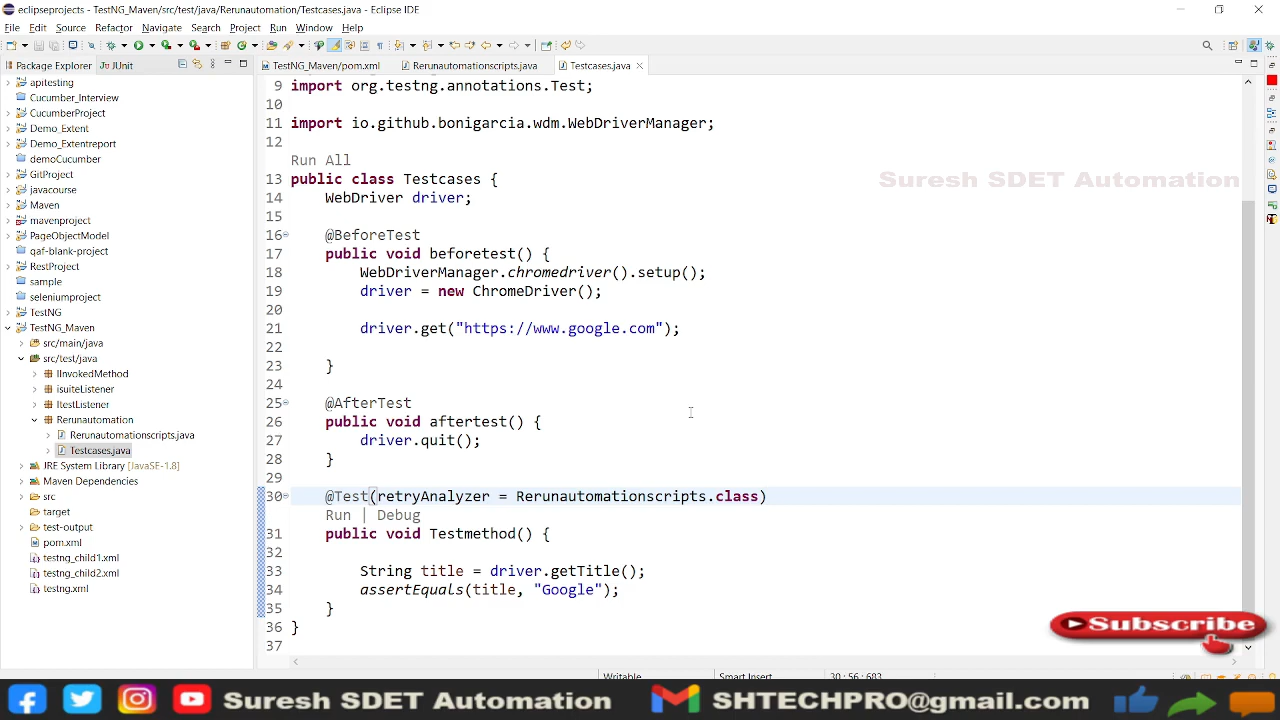 eclipseprojects - TestNG_Maven/src/test/java/Rerunautomation/Testcases.java - Eclipse IDE
File Edit Source Refactor Navigate Search Project Run Window Help
Package Explorer JUnit
TestNG_Maven/pom.xml Rerunautomationscripts.java Testcases.java
apitesting
Cucumber_Interview
CucumberProject
Demo_Extent
Demo_Extentreport
demoCucumber
GitProject
javacourse
Maven
mavenproject
PageObjectModel
qaf-blank-project
RestProject
sample
seleniumproject
TestNG
TestNG_Maven
src/main/java
src/test/java
IInvokedMethod
isuiteListener
ItestListener
Rerunautomation
Rerunautomationscripts.java
Testcases.java
JRE System Library [JavaSE-1.8]
Maven Dependencies
src
target
test-output
pom.xml
testng_child1.xml
testng_child2.xml
testng.xml
9 import org.testng.annotations.Test;
10
11 import io.github.bonigarcia.wdm.WebDriverManager;
12
Run All
13 public class Testcases {
14 WebDriver driver;
15
16 @BeforeTest
17 public void beforetest() {
18 WebDriverManager.chromedriver().setup();
19 driver = new ChromeDriver();
20
21 driver.get("https://www.google.com");
22
23 }
24
25 @AfterTest
26 public void aftertest() {
27 driver.quit();
28 }
29
30 @Test(retryAnalyzer = Rerunautomationscripts.class)
Run | Debug
31 public void Testmethod() {
32
33 String title = driver.getTitle();
34 assertEquals(title, "Google");
35 }
36 }
37
Suresh SDET Automation
Subscribe
Writable Smart Insert 30 : 56 : 603
Suresh SDET Automation SHTECHPRO@gmail.com